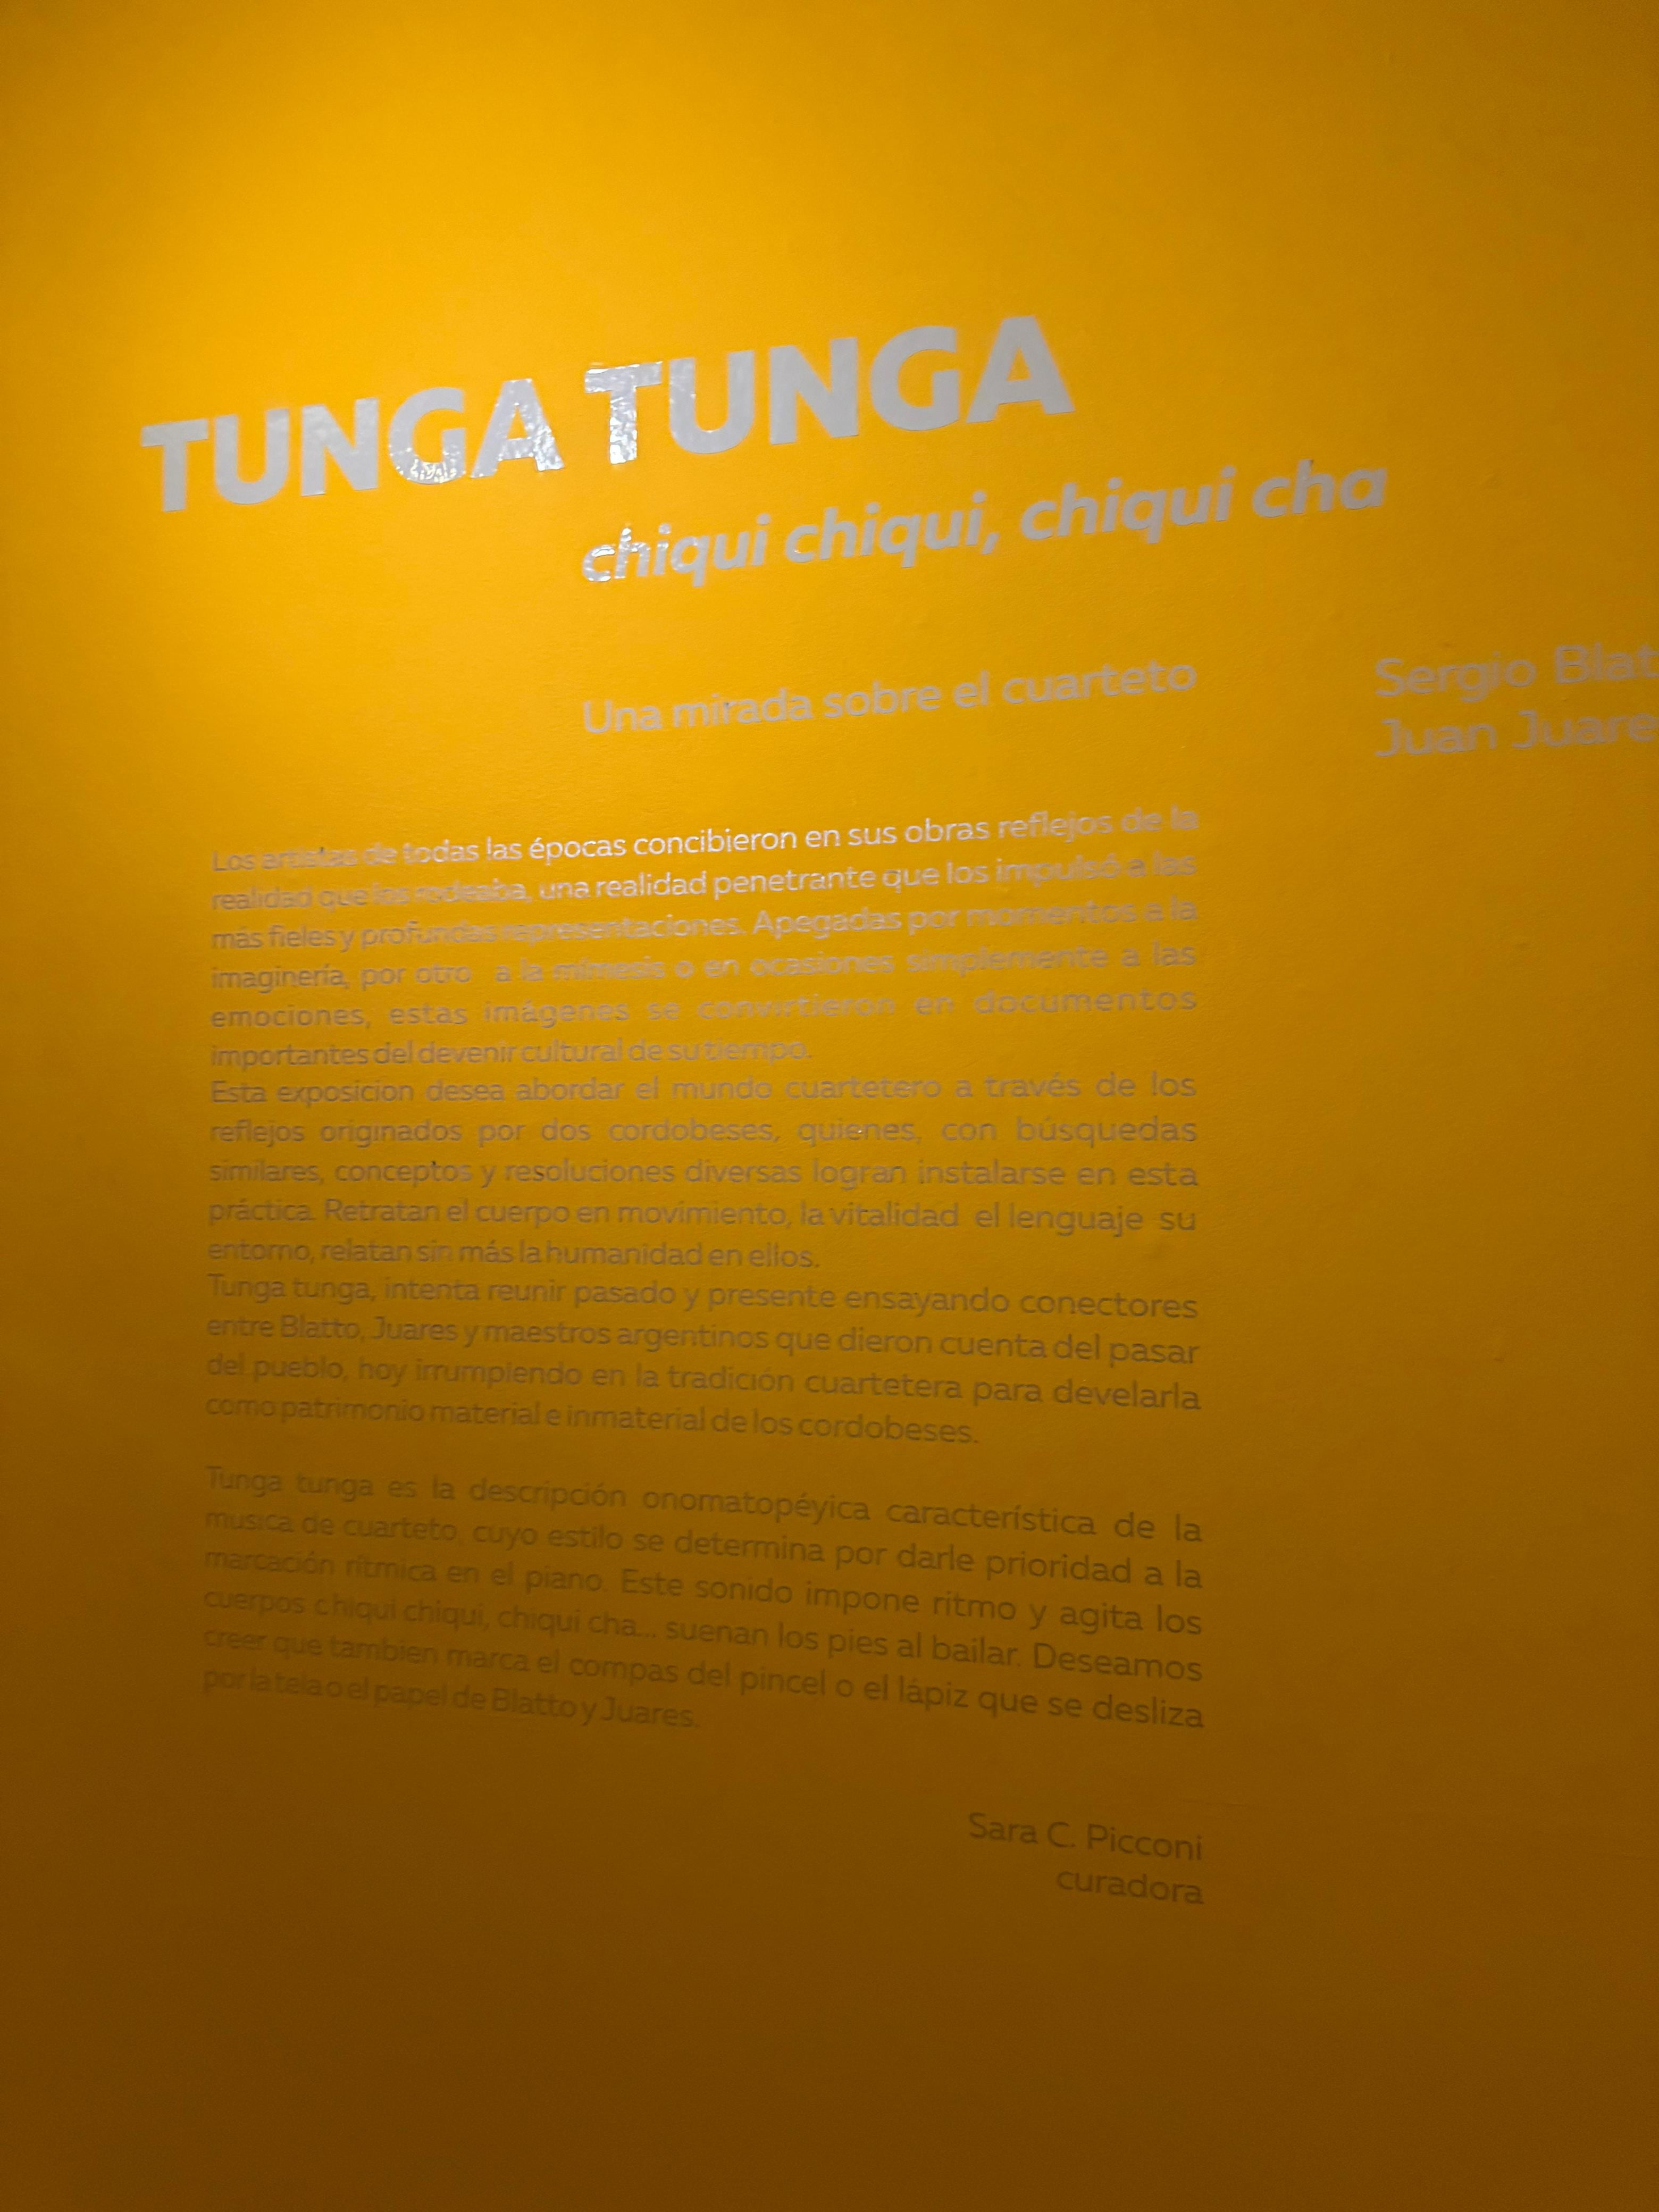 TUNGA TUNGA
chiqui chiqui, chiqui cha
Una mirada sobre el cuarteto
Sergio Blat
Juan Juare
Los artistas de todas las épocas concibieron en sus obras reflejos de la
realidad que los rodeaba, una realidad penetrante que los impulsó a las
más fieles y profundas representaciones. Apegadas por momentos a la
imaginería, por otro a la mímesis o en ocasiones simplemente a las
emociones, estas imágenes se convirtieron en documentos
importantes del devenir cultural de su tiempo.
Esta exposicion desea abordar el mundo cuartetero a través de los
reflejos originados por dos cordobeses, quienes, con búsquedas
similares, conceptos y resoluciones diversas logran instalarse en esta
práctica. Retratan el cuerpo en movimiento, la vitalidad el lenguaje su
entorno, relatan sin más la humanidad en ellos.
Tunga tunga, intenta reunir pasado y presente ensayando conectores
entre Blatto, Juares y maestros argentinos que dieron cuenta del pasar
del pueblo, hoy irrumpiendo en la tradición cuartetera para develarla
como patrimonio material e inmaterial de los cordobeses.
Tunga tunga es la descripción onomatopéyica característica de la
musica de cuarteto, cuyo estilo se determina por darle prioridad a la
marcación rítmica en el piano. Este sonido impone ritmo y agita los
cuerpos chiqui chiqui, chiqui cha... suenan los pies al bailar. Deseamos
creer que tambien marca el compas del pincel o el lápiz que se desliza
por la tela o el papel de Blatto y Juares.
Sara C. Picconi
curadora